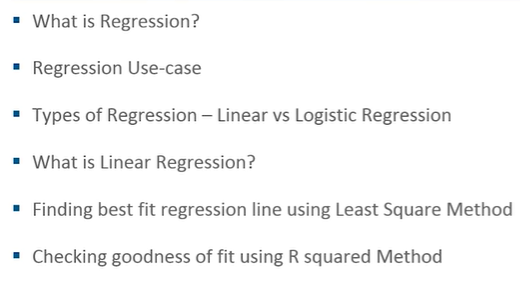 ▪ What is Regression?
▪ Regression Use-case
▪ Types of Regression – Linear vs Logistic Regression
▪ What is Linear Regression?
▪ Finding best fit regression line using Least Square Method
▪ Checking goodness of fit using R squared Method